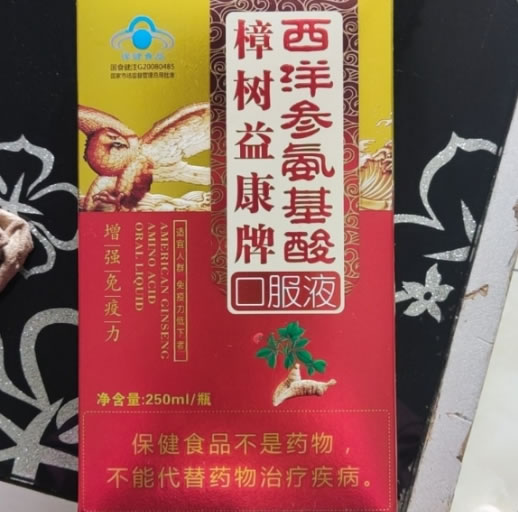 保健食品
国食健注G20080485
国家市场监督管理局批准
西洋参氨基酸
樟树益康牌
口服液
适宜人群 免疫力低下者
AMERICAN GINSENG
AMINO ACID
ORAL LIQUID
增强免疫力
净含量:250ml/瓶
保健食品不是药物，
不能代替药物治疗疾病。